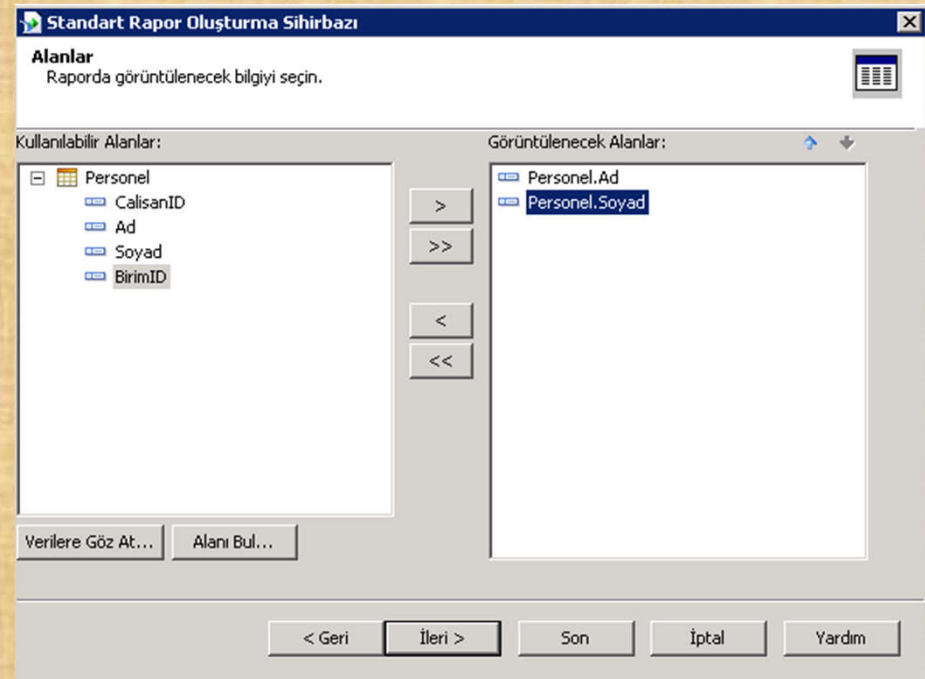 Standart Rapor Oluşturma Sihirbazı
Alanlar
Raporda görüntülenecek bilgiyi seçin.
Kullanılabilir Alanlar:
Personel
CalisanID
Ad
Soyad
BirimID
>
>>
<
<<
Görüntülenecek Alanlar:
Personel.Ad
Personel.Soyad
Verilere Göz At...
Alanı Bul...
< Geri
İleri >
Son
İptal
Yardım